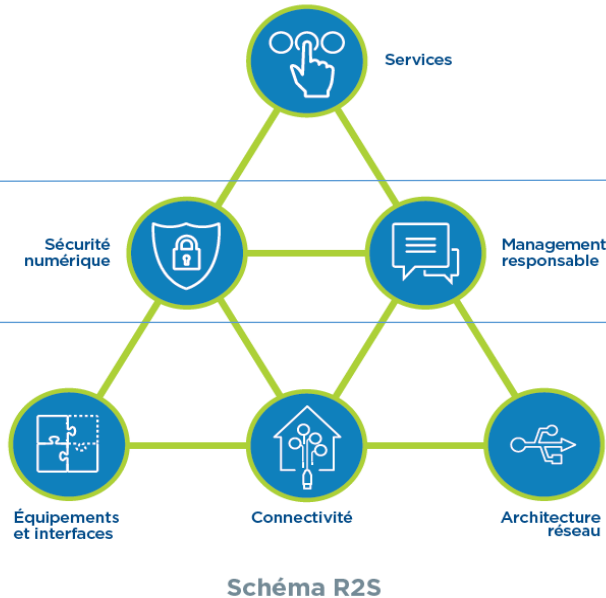 Services
Sécurité
numérique
Management
responsable
Équipements
et interfaces
Connectivité
Architecture
réseau
Schéma R2S